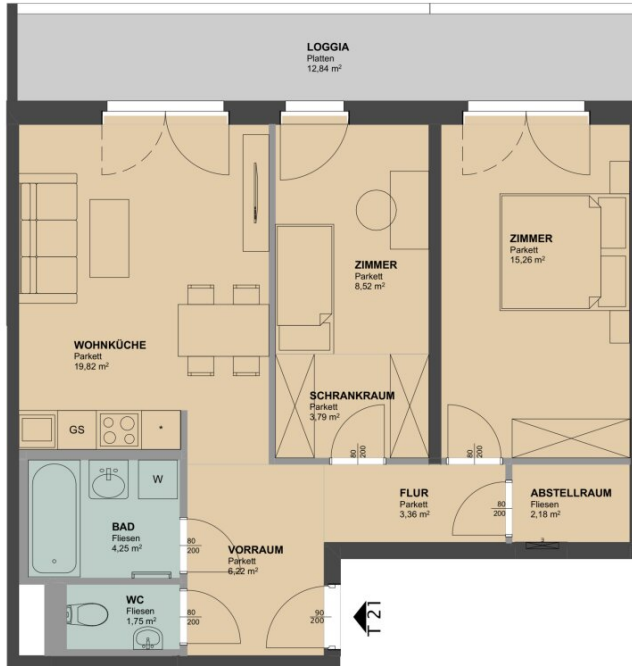 LOGGIA
Platten
12,84 m²
WOHNKÜCHE
Parkett
19,82 m²
ZIMMER
Parkett
8,52 m²
ZIMMER
Parkett
15,26 m²
SCHRANKRAUM
Parkett
3,79 m²
80
200
80
200
GS
*
W
BAD
Fliesen
4,25 m²
80
200
VORRAUM
Parkett
6,22 m²
FLUR
Parkett
3,36 m²
80
200
ABSTELLRAUM
Fliesen
2,18 m²
WC
Fliesen
1,75 m²
80
200
90
200
T 21